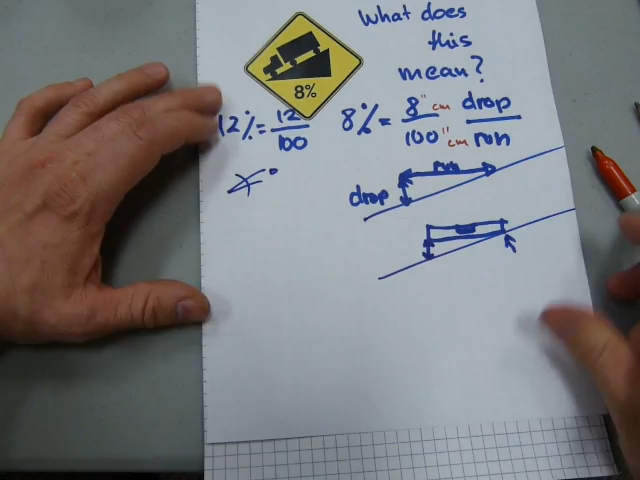 What does
this
mean?
8%
12%= 12/100
8% = 8" cm/100" cm drop/run
∡°
run
drop